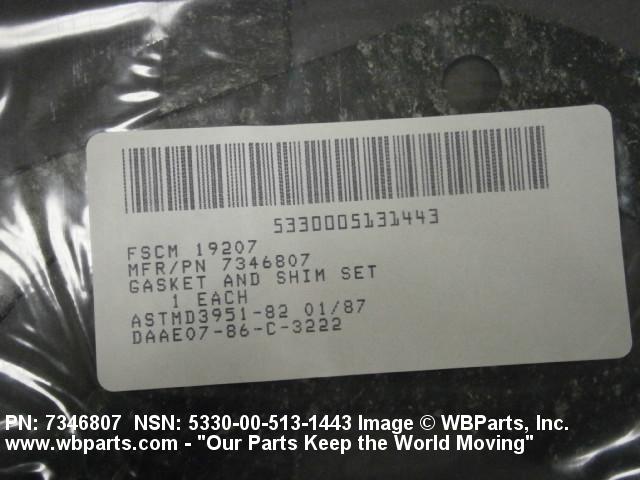 5330005131443
FSCM 19207
MFR/PN 7346807
GASKET AND SHIM SET
1 EACH
ASTMD3951-82 01/87
DAAE07-86-C-3222
PN: 7346807 NSN: 5330-00-513-1443 Image © WBParts, Inc.
www.wbparts.com - "Our Parts Keep the World Moving"